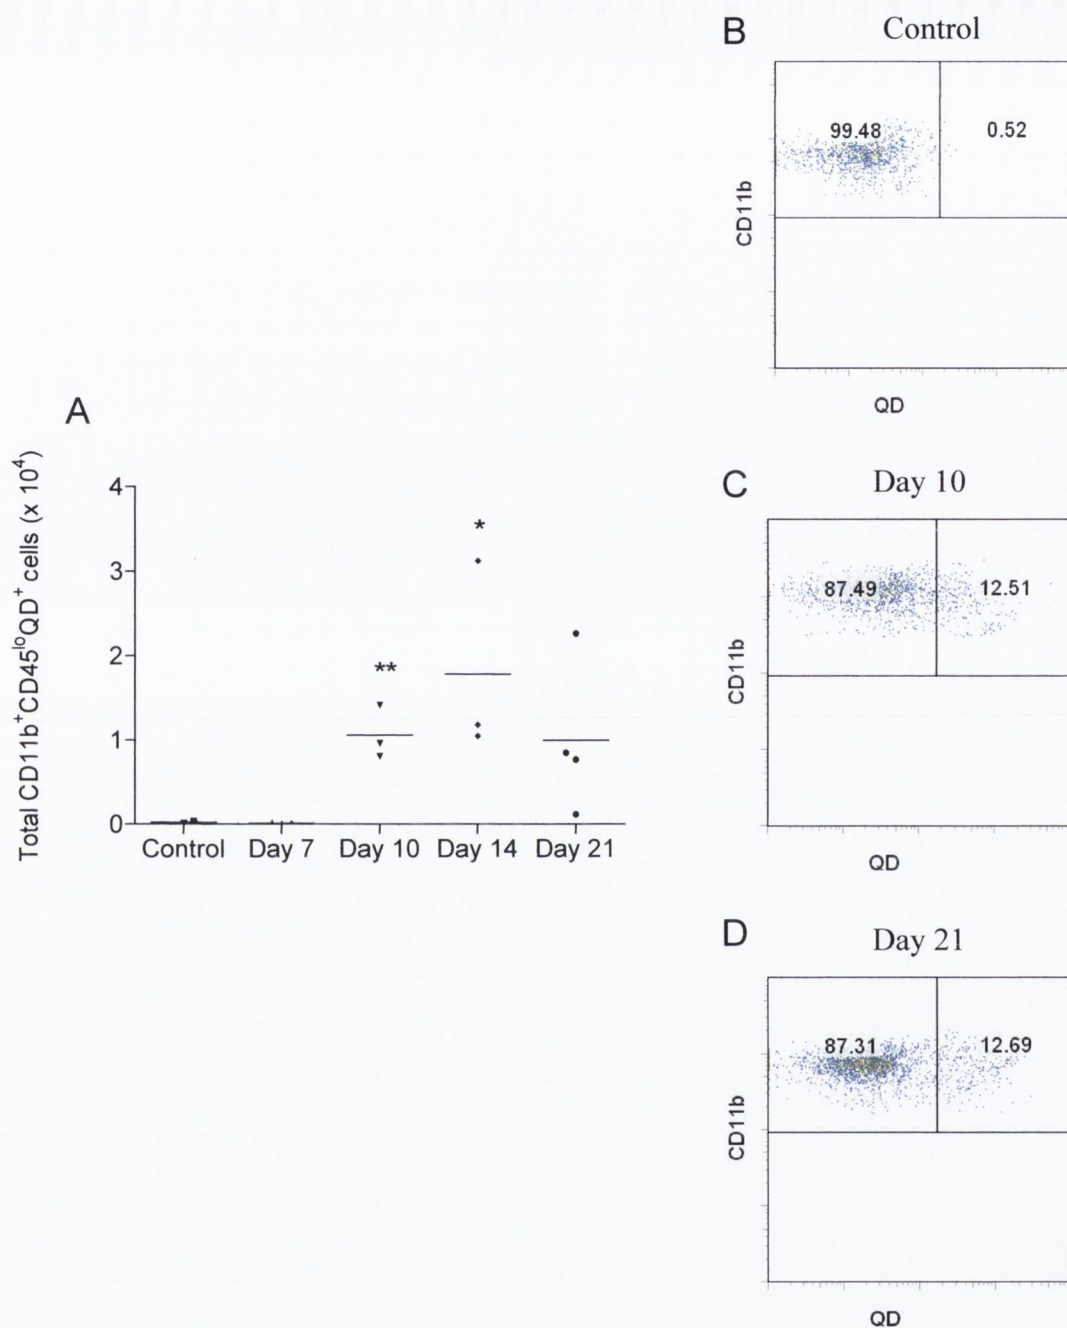 A
Total CD11b⁺CD45ˡᵒQD⁺ cells (x 10⁴)
4
3
2
1
0
**
*
Control Day 7 Day 10 Day 14 Day 21
B Control
99.48 0.52
CD11b
QD
C Day 10
87.49 12.51
CD11b
QD
D Day 21
87.31 12.69
CD11b
QD